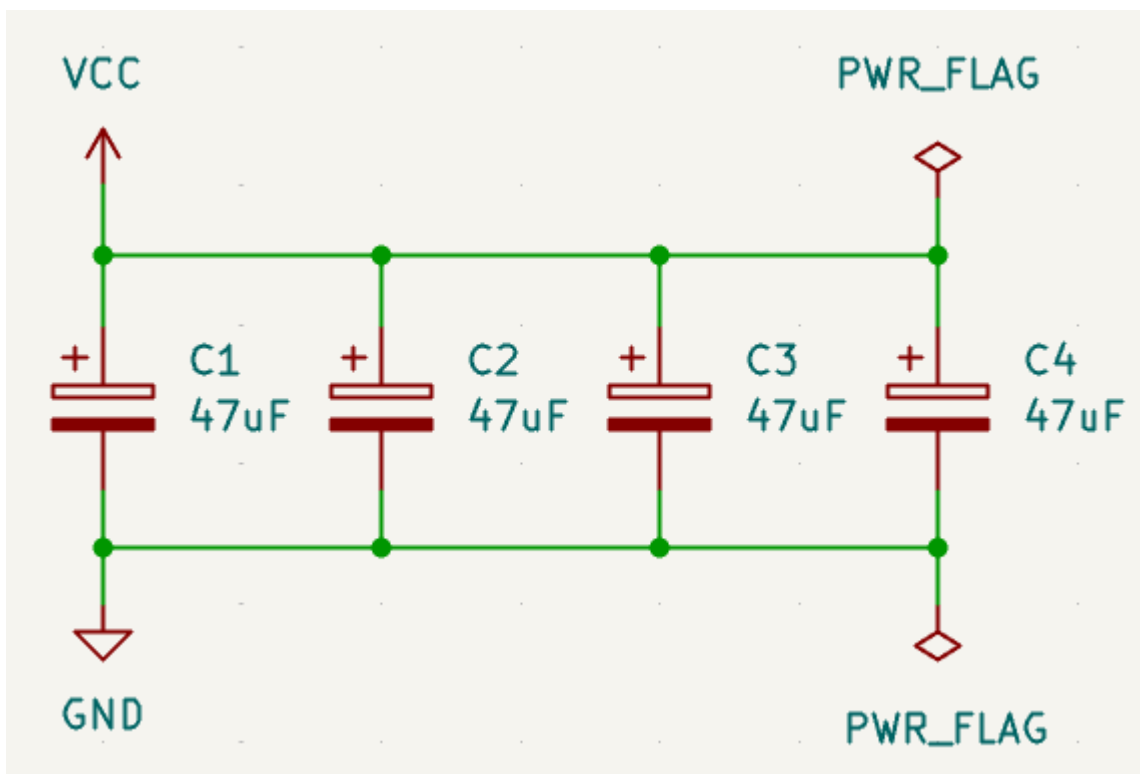 VCC
PWR_FLAG
+ C1
47uF
+ C2
47uF
+ C3
47uF
+ C4
47uF
GND
PWR_FLAG